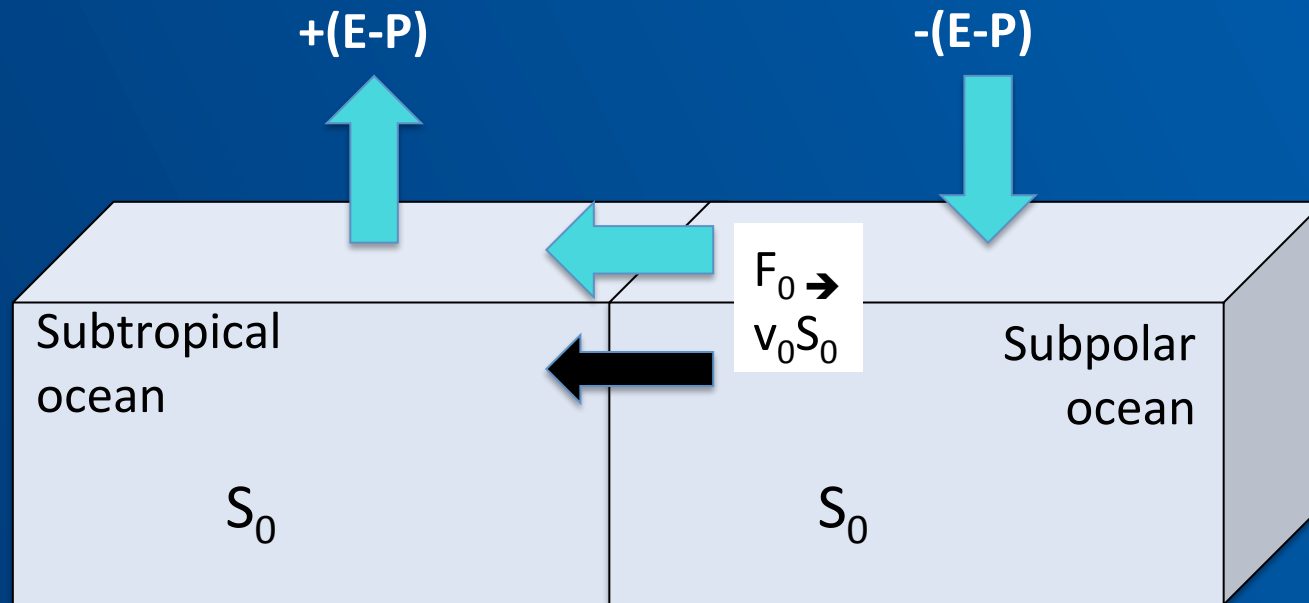 +(E-P)
-(E-P)
F₀ ➔
v₀S₀
Subtropical
ocean
Subpolar
ocean
S₀
S₀